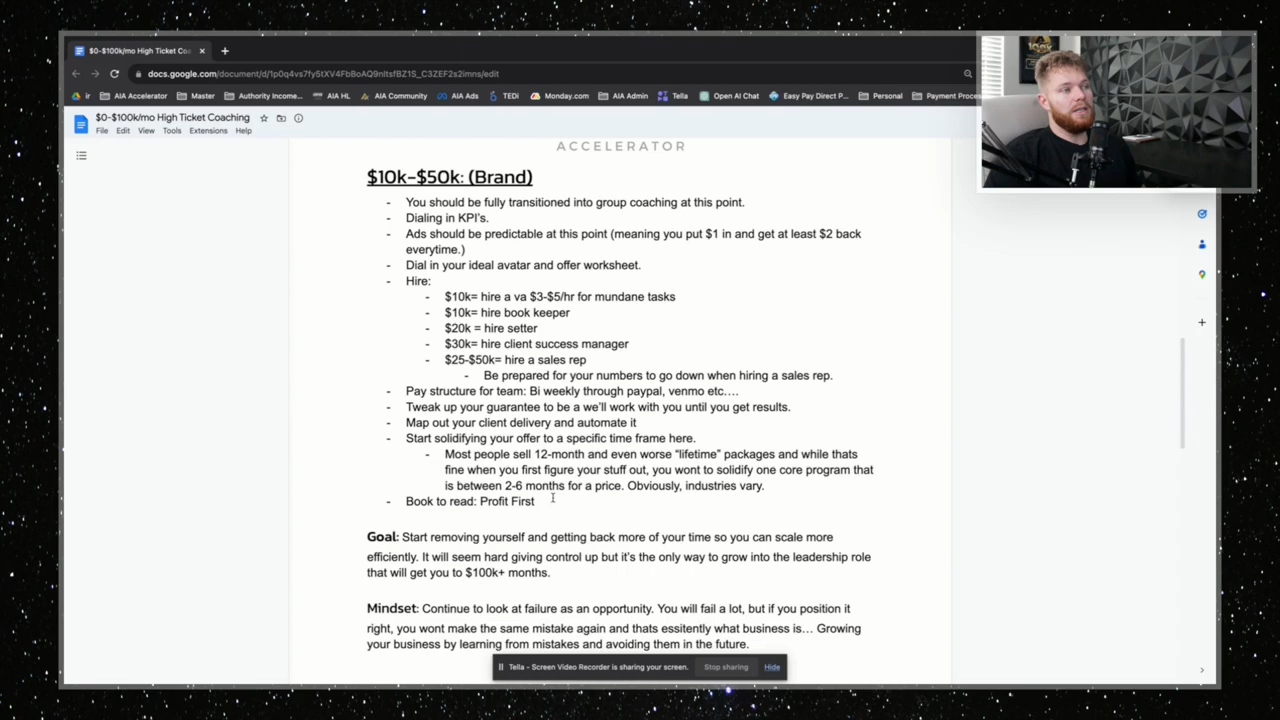 $0-$100k/mo High Ticket Coa
docs.google.com/document/d/1p0q4vs7fy5tXV4FbBoAQ9nltsfBZ1S_C3ZEF2s2imns/edit
ir
AIA Accelerator
Master
Authority Income...
AIA HL
AIA Community
AIA Ads
TEDi
Monday.com
AIA Admin
Tella
Open AI Chat
Easy Pay Direct P...
Personal
Payment Proces
$0-$100k/mo High Ticket Coaching
File Edit View Tools Extensions Help
ACCELERATOR
$10k-$50k: (Brand)
- You should be fully transitioned into group coaching at this point.
- Dialing in KPI's.
- Ads should be predictable at this point (meaning you put $1 in and get at least $2 back
everytime.)
- Dial in your ideal avatar and offer worksheet.
- Hire:
- $10k= hire a va $3-$5/hr for mundane tasks
- $10k= hire book keeper
- $20k = hire setter
- $30k= hire client success manager
- $25-$50k= hire a sales rep
- Be prepared for your numbers to go down when hiring a sales rep.
- Pay structure for team: Bi weekly through paypal, venmo etc….
- Tweak up your guarantee to be a we'll work with you until you get results.
- Map out your client delivery and automate it
- Start solidifying your offer to a specific time frame here.
- Most people sell 12-month and even worse “lifetime” packages and while thats
fine when you first figure your stuff out, you wont to solidify one core program that
is between 2-6 months for a price. Obviously, industries vary.
- Book to read: Profit First
Goal: Start removing yourself and getting back more of your time so you can scale more
efficiently. It will seem hard giving control up but it's the only way to grow into the leadership role
that will get you to $100k+ months.
Mindset: Continue to look at failure as an opportunity. You will fail a lot, but if you position it
right, you wont make the same mistake again and thats essitently what business is… Growing
your business by learning from mistakes and avoiding them in the future.
Tella - Screen Video Recorder is sharing your screen.
Stop sharing
Hide